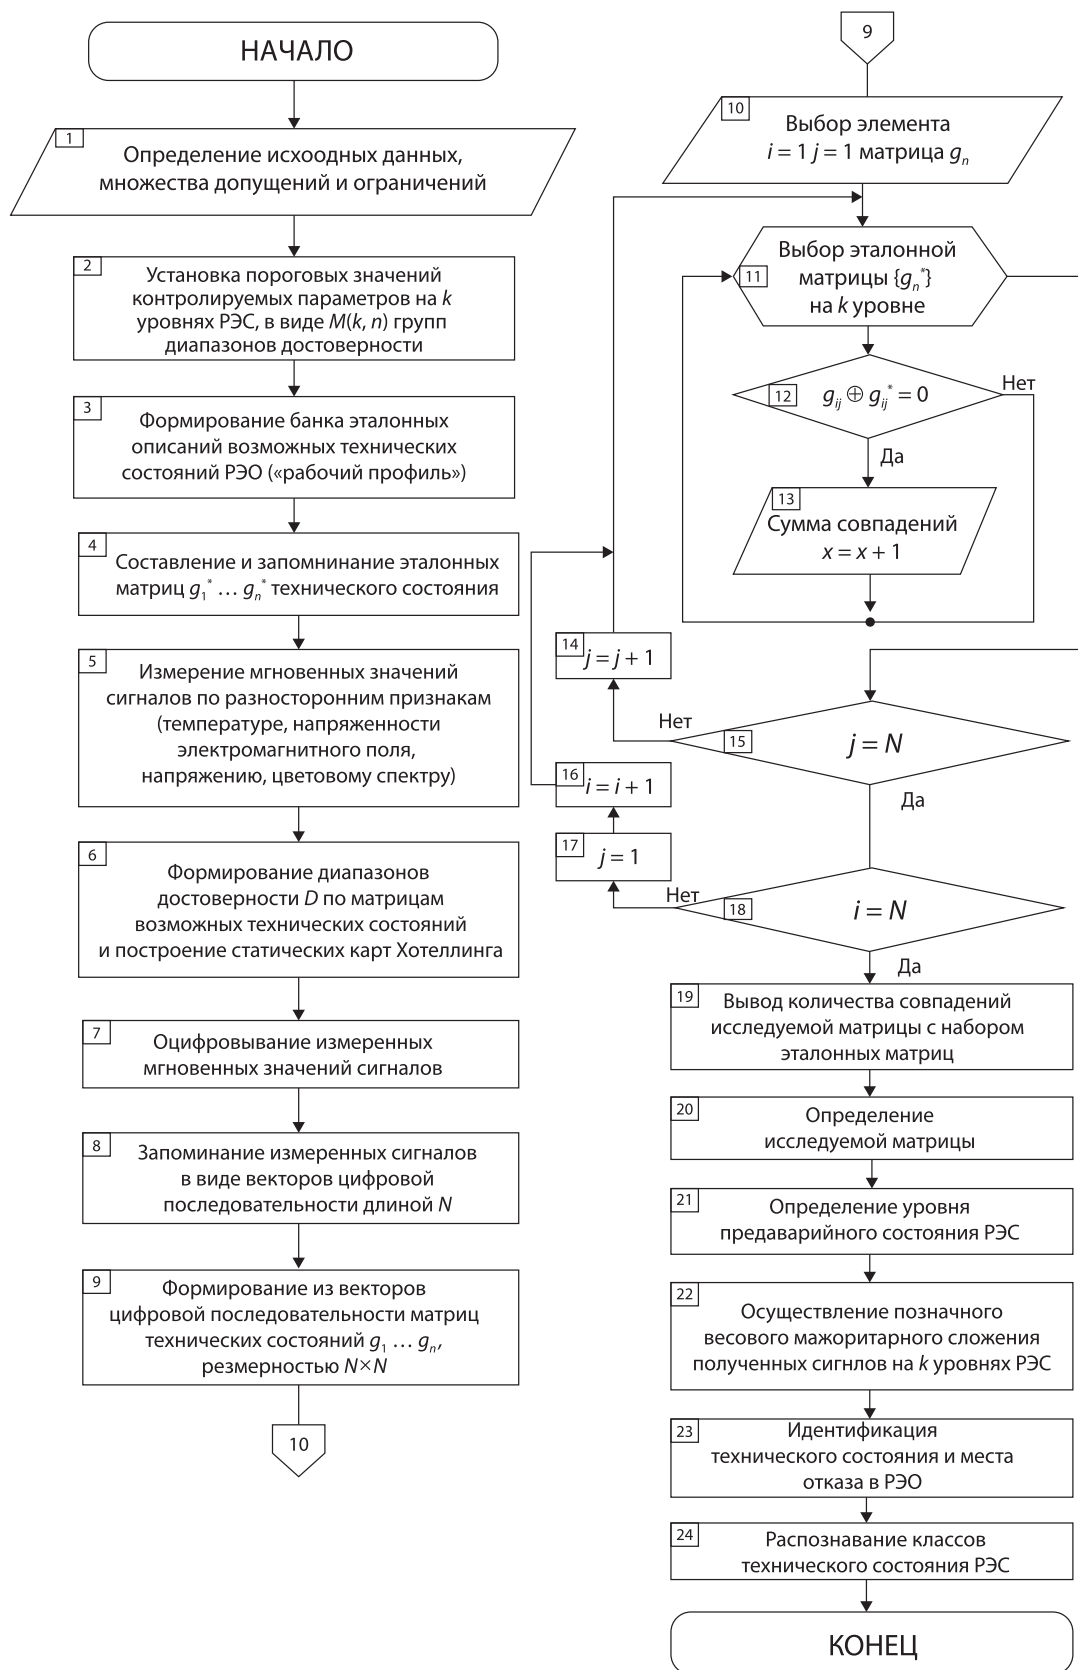 НАЧАЛО
1
Определение исхоодных данных,
множества допущений и ограничений
2
Установка пороговых значений
контролируемых параметров на k
уровнях РЭС, в виде M(k, n) групп
диапазонов достоверности
3
Формирование банка эталонных
описаний возможных технических
состояний РЭО («рабочий профиль»)
4
Составление и запомнинание эталонных
матриц g₁* … gₙ* технического состояния
5
Измерение мгновенных значений
сигналов по разносторонним признакам
(температуре, напряженности
электромагнитного поля,
напряжению, цветовому спектру)
6
Формирование диапазонов
достоверности D по матрицам
возможных технических состояний
и построение статических карт Хотеллинга
7
Оцифровывание измеренных
мгновенных значений сигналов
8
Запоминание измеренных сигналов
в виде векторов цифровой
последовательности длиной N
9
Формирование из векторов
цифровой последовательности матриц
технических состояний g₁ … gₙ,
резмерностью N×N
10
9
10
Выбор элемента
i = 1 j = 1 матрица gₙ
11
Выбор эталонной
матрицы {gₙ*}
на k уровне
12
gᵢⱼ ⊕ gᵢⱼ* = 0
Нет
Да
13
Сумма совпадений
x = x + 1
14
j = j + 1
Нет
15
j = N
Да
16
i = i + 1
17
j = 1
Нет
18
i = N
Да
19
Вывод количества совпадений
исследуемой матрицы с набором
эталонных матриц
20
Определение
исследуемой матрицы
21
Определение уровня
предаварийного состояния РЭС
22
Осуществление позначного
весового мажоритарного сложения
полученных сигнлов на k уровнях РЭС
23
Идентификация
технического состояния и места
отказа в РЭО
24
Распознавание классов
технического состояния РЭС
КОНЕЦ